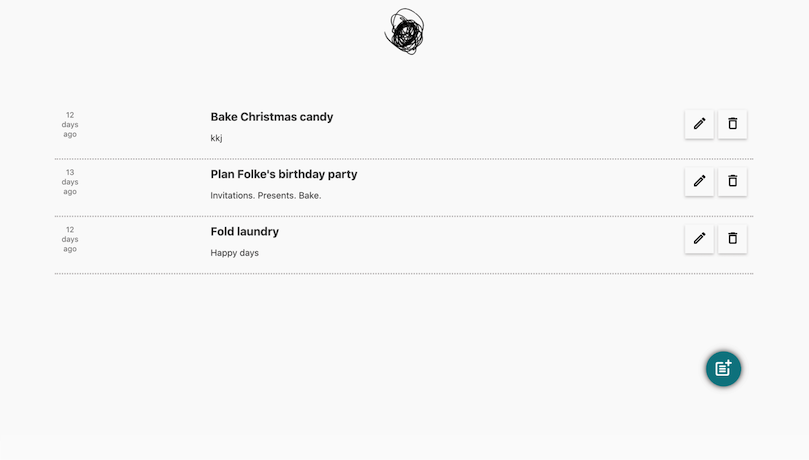 12
days
ago
Bake Christmas candy
kkj
13
days
ago
Plan Folke's birthday party
Invitations. Presents. Bake.
12
days
ago
Fold laundry
Happy days